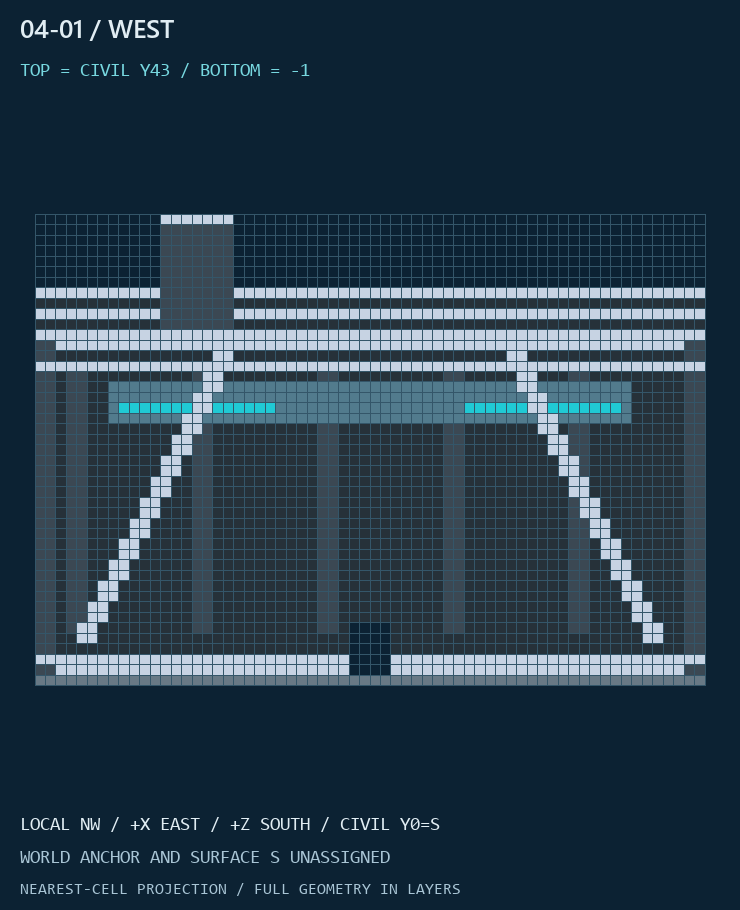 04-01 / WEST
TOP = CIVIL Y43 / BOTTOM = -1
LOCAL NW / +X EAST / +Z SOUTH / CIVIL Y0=S
WORLD ANCHOR AND SURFACE S UNASSIGNED
NEAREST-CELL PROJECTION / FULL GEOMETRY IN LAYERS